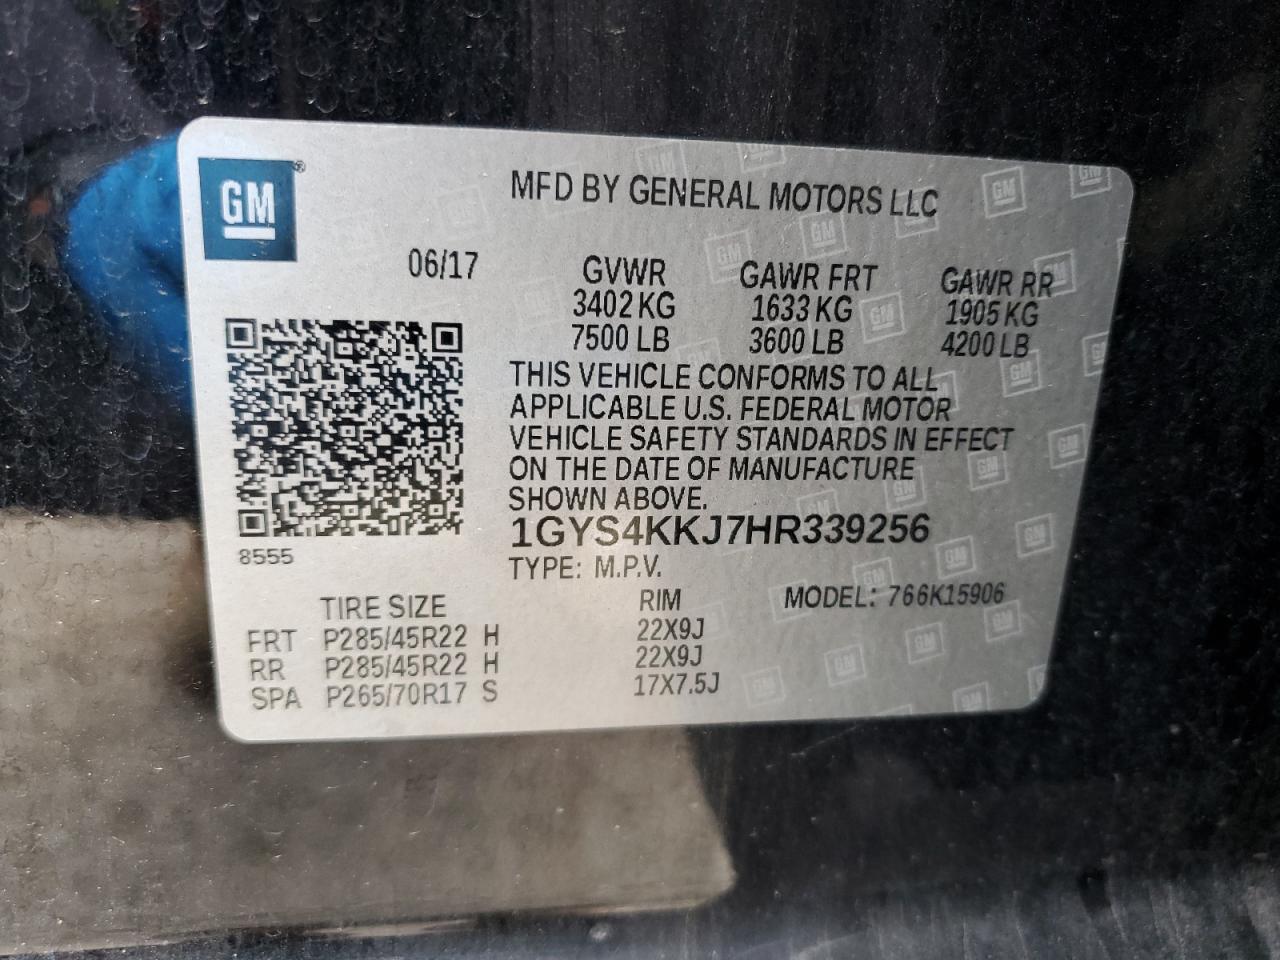 GM®
MFD BY GENERAL MOTORS LLC
06/17
GVWR GAWR FRT GAWR RR
3402 KG 1633 KG 1905 KG
7500 LB 3600 LB 4200 LB
THIS VEHICLE CONFORMS TO ALL
APPLICABLE U.S. FEDERAL MOTOR
VEHICLE SAFETY STANDARDS IN EFFECT
ON THE DATE OF MANUFACTURE
SHOWN ABOVE.
1GYS4KKJ7HR339256
8555
TYPE: M.P.V.
MODEL: 766K15906
TIRE SIZE RIM
FRT P285/45R22 H 22X9J
RR P285/45R22 H 22X9J
SPA P265/70R17 S 17X7.5J